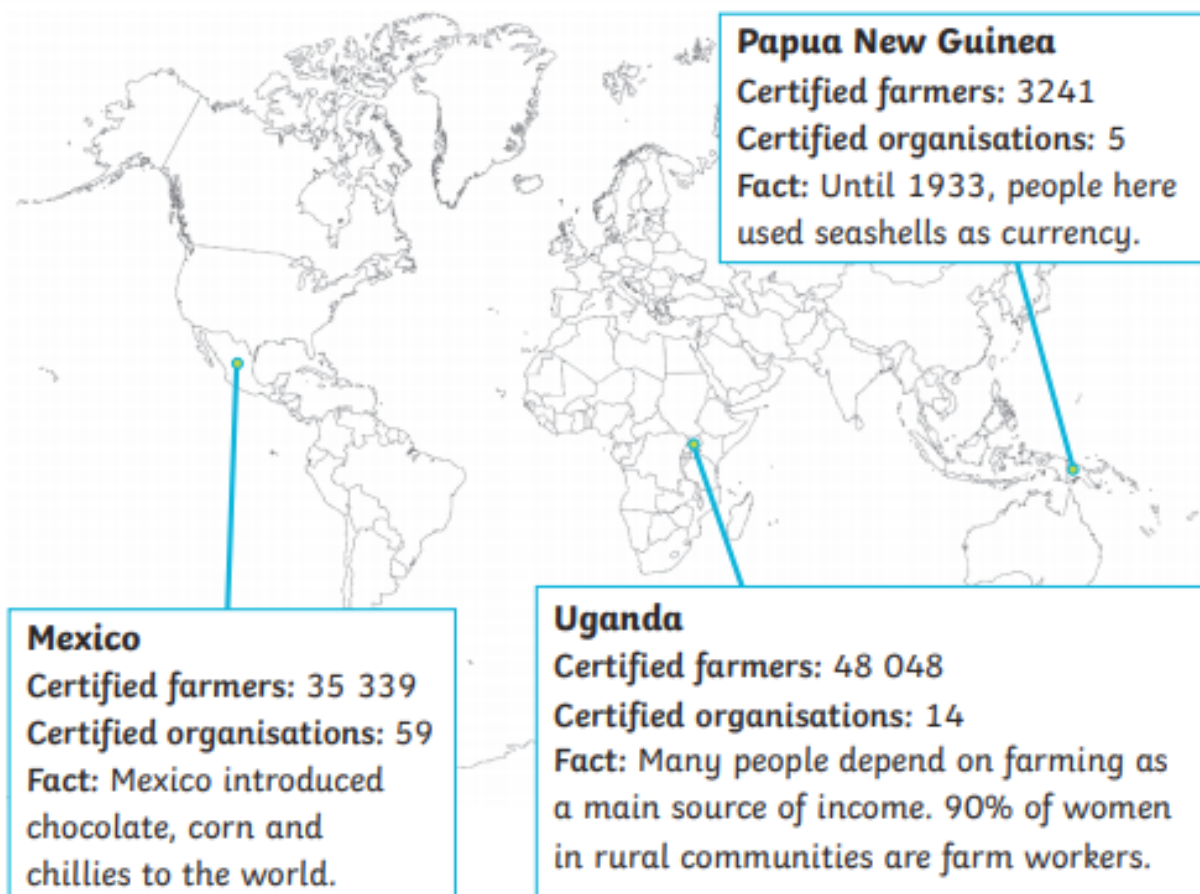 Papua New Guinea
Certified farmers: 3241
Certified organisations: 5
Fact: Until 1933, people here
used seashells as currency.
Mexico
Certified farmers: 35 339
Certified organisations: 59
Fact: Mexico introduced
chocolate, corn and
chillies to the world.
Uganda
Certified farmers: 48 048
Certified organisations: 14
Fact: Many people depend on farming as
a main source of income. 90% of women
in rural communities are farm workers.